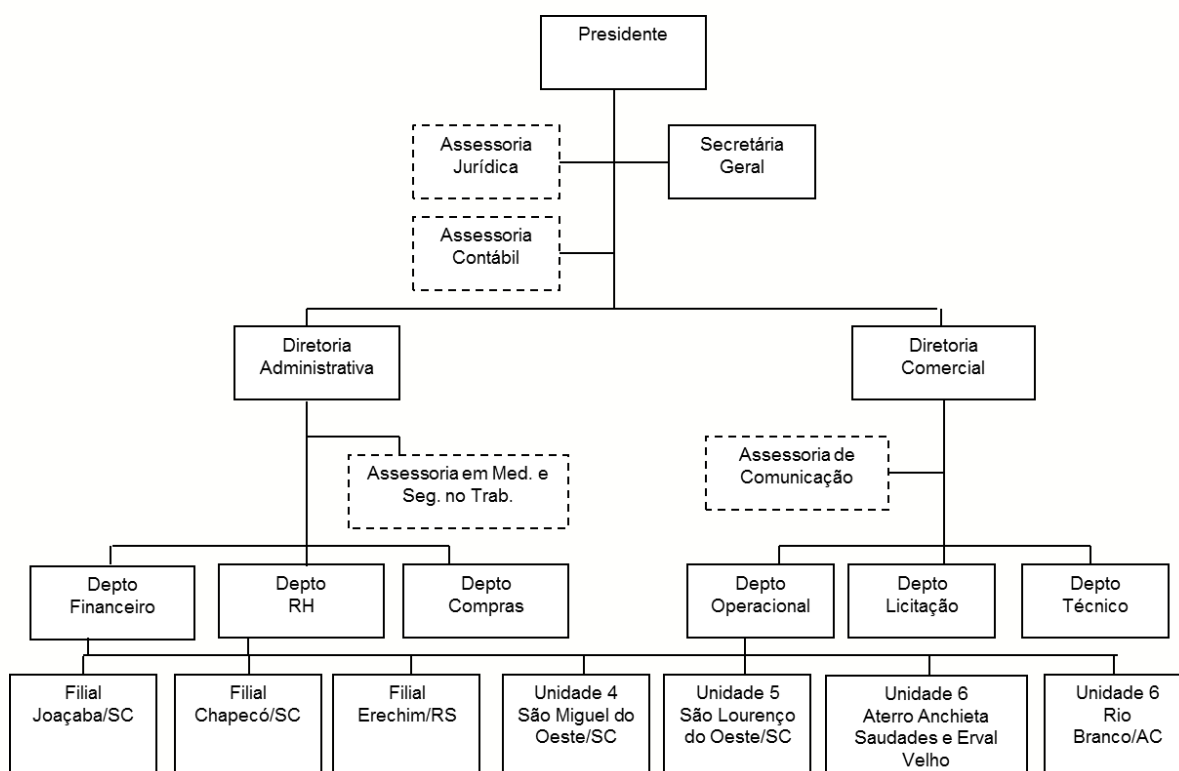 Presidente
Assessoria
Jurídica
Secretária
Geral
Assessoria
Contábil
Diretoria
Administrativa
Diretoria
Comercial
Assessoria em Med. e
Seg. no Trab.
Assessoria de
Comunicação
Depto
Financeiro
Depto
RH
Depto
Compras
Depto
Operacional
Depto
Licitação
Depto
Técnico
Filial
Joaçaba/SC
Filial
Chapecó/SC
Filial
Erechim/RS
Unidade 4
São Miguel do
Oeste/SC
Unidade 5
São Lourenço
do Oeste/SC
Unidade 6
Aterro Anchieta
Saudades e Erval
Velho
Unidade 6
Rio
Branco/AC